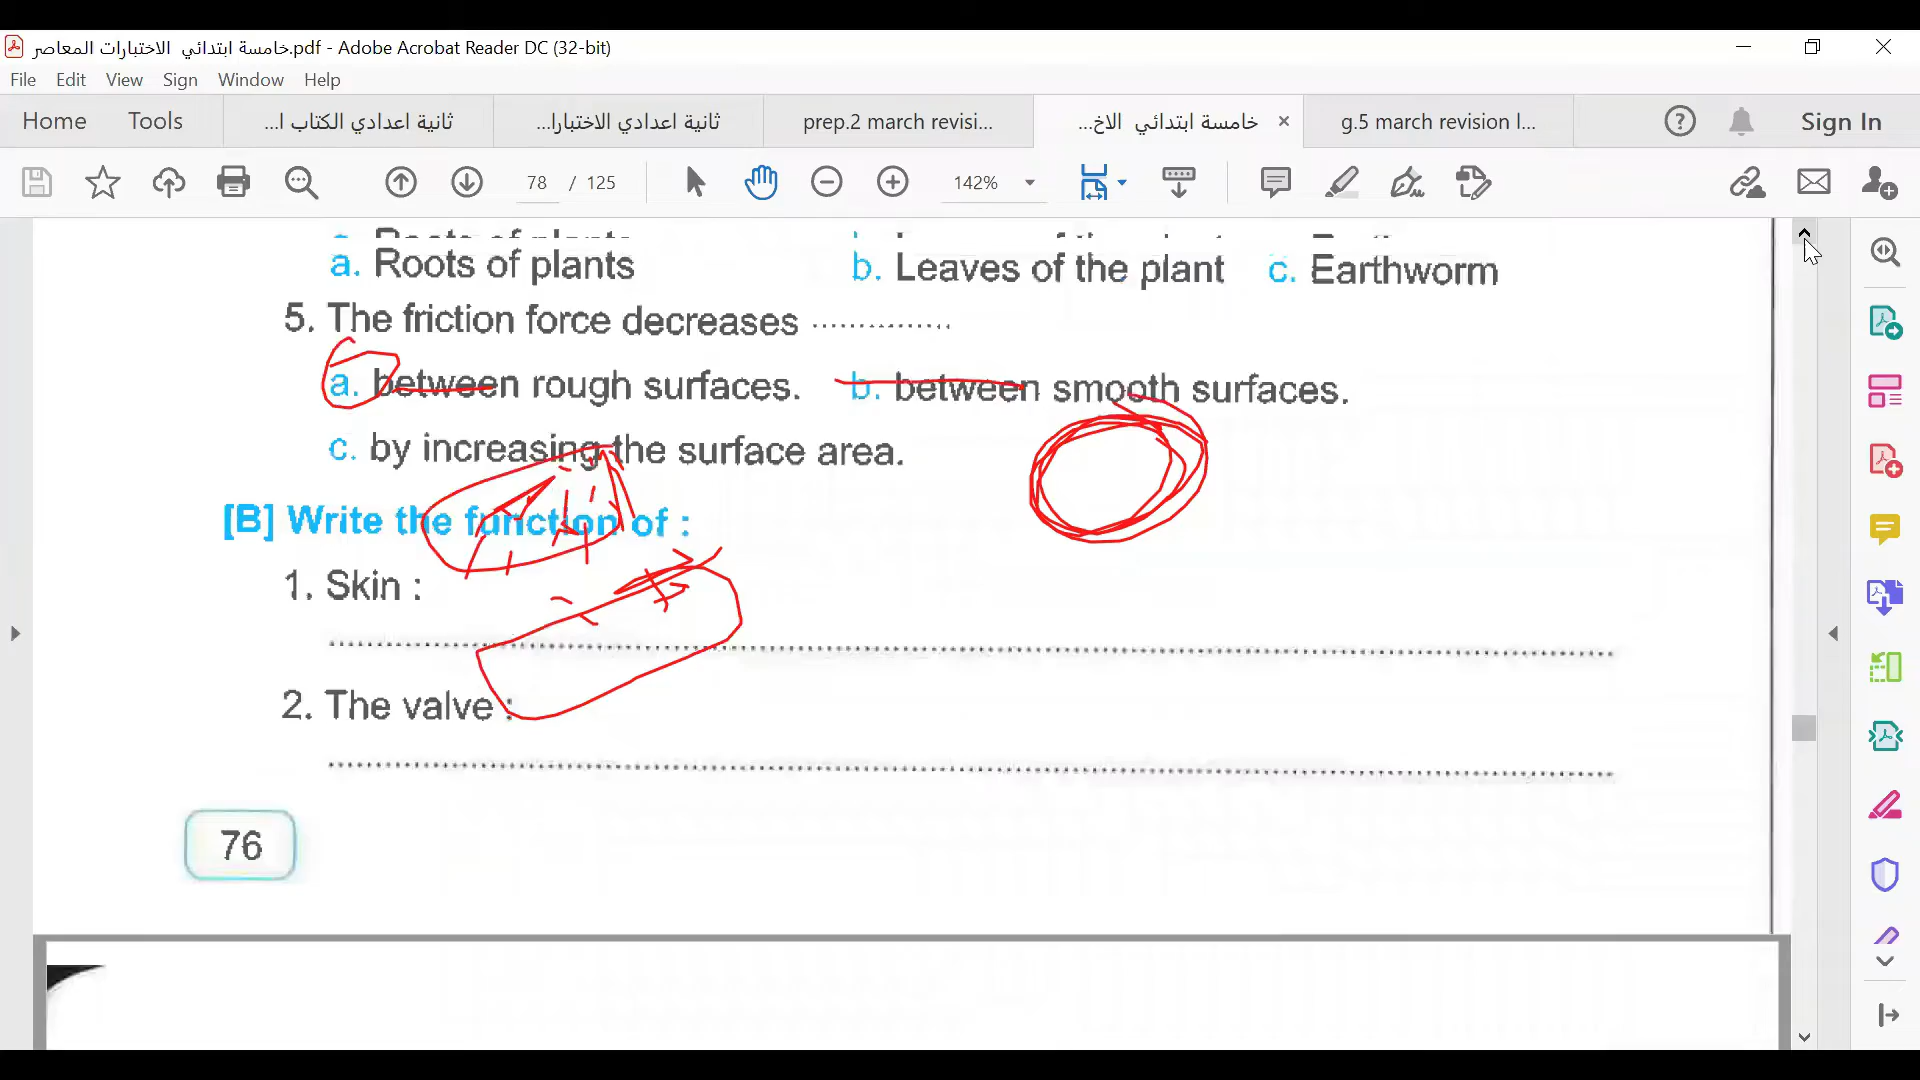 خامسة ابتدائي الاختبارات المعاصر.pdf - Adobe Acrobat Reader DC (32-bit)
File Edit View Sign Window Help
Home Tools ثانية اعدادي الكتاب ا... ثانية اعدادي الاختبارا... prep.2 march revisi... خامسة ابتدائي الاخ... g.5 march revision l... Sign In
78 / 125 142%
a. Roots of plants b. Leaves of the plant c. Earthworm
5. The friction force decreases ..............
a. between rough surfaces. b. between smooth surfaces.
c. by increasing the surface area.
[B] Write the function of :
1. Skin :
2. The valve :
76